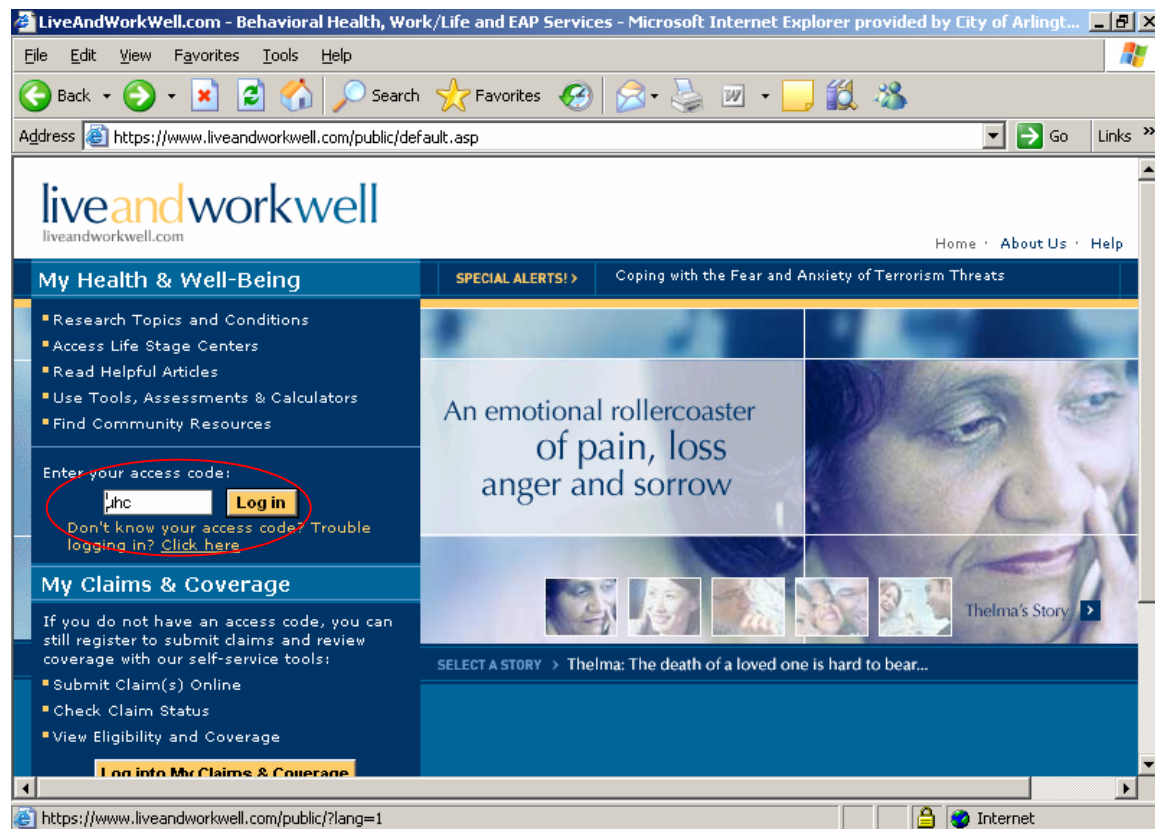 LiveAndWorkWell.com - Behavioral Health, Work/Life and EAP Services - Microsoft Internet Explorer provided by City of Arlingt...
File Edit View Favorites Tools Help
Back Search Favorites
Address https://www.liveandworkwell.com/public/default.asp Go Links »
liveandworkwell
liveandworkwell.com
Home · About Us · Help
My Health & Well-Being
SPECIAL ALERTS! > Coping with the Fear and Anxiety of Terrorism Threats
Research Topics and Conditions
Access Life Stage Centers
Read Helpful Articles
Use Tools, Assessments & Calculators
Find Community Resources
Enter your access code:
uhc Log in
Don't know your access code? Trouble
logging in? Click here
An emotional rollercoaster
of pain, loss
anger and sorrow
Thelma's Story >
SELECT A STORY > Thelma: The death of a loved one is hard to bear...
My Claims & Coverage
If you do not have an access code, you can
still register to submit claims and review
coverage with our self-service tools:
Submit Claim(s) Online
Check Claim Status
View Eligibility and Coverage
Log into My Claims & Coverage
https://www.liveandworkwell.com/public/?lang=1 Internet